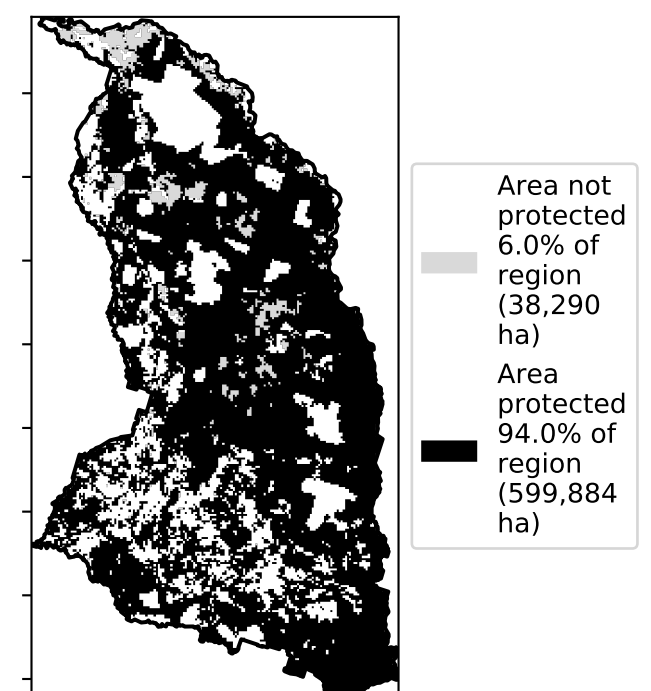 Area not
protected
6.0% of
region
(38,290
ha)
Area
protected
94.0% of
region
(599,884
ha)